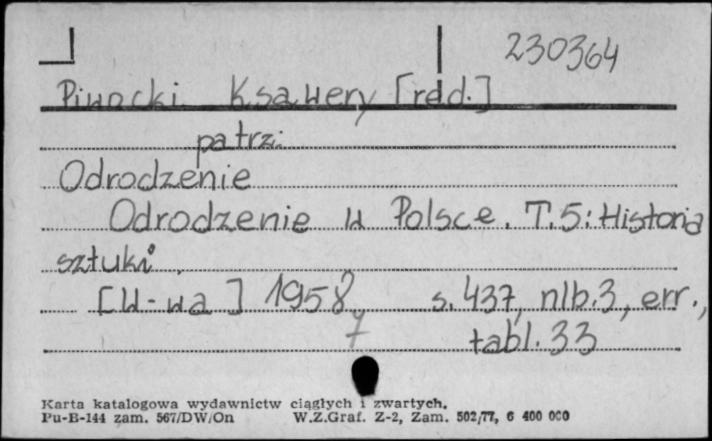 230364
Piwocki Ksawery [red.]
patrz:
Odrodzenie
Odrodzenie w Polsce. T.5: Historia
sztuki.
[W-wa] 1958, s. 437, nlb.3, err.,
7 tabl. 33
Karta katalogowa wydawnictw ciągłych i zwartych.
Pu-B-144 zam. 567/DW/On W.Z.Graf. Z-2, Zam. 502/77, 6 400 000